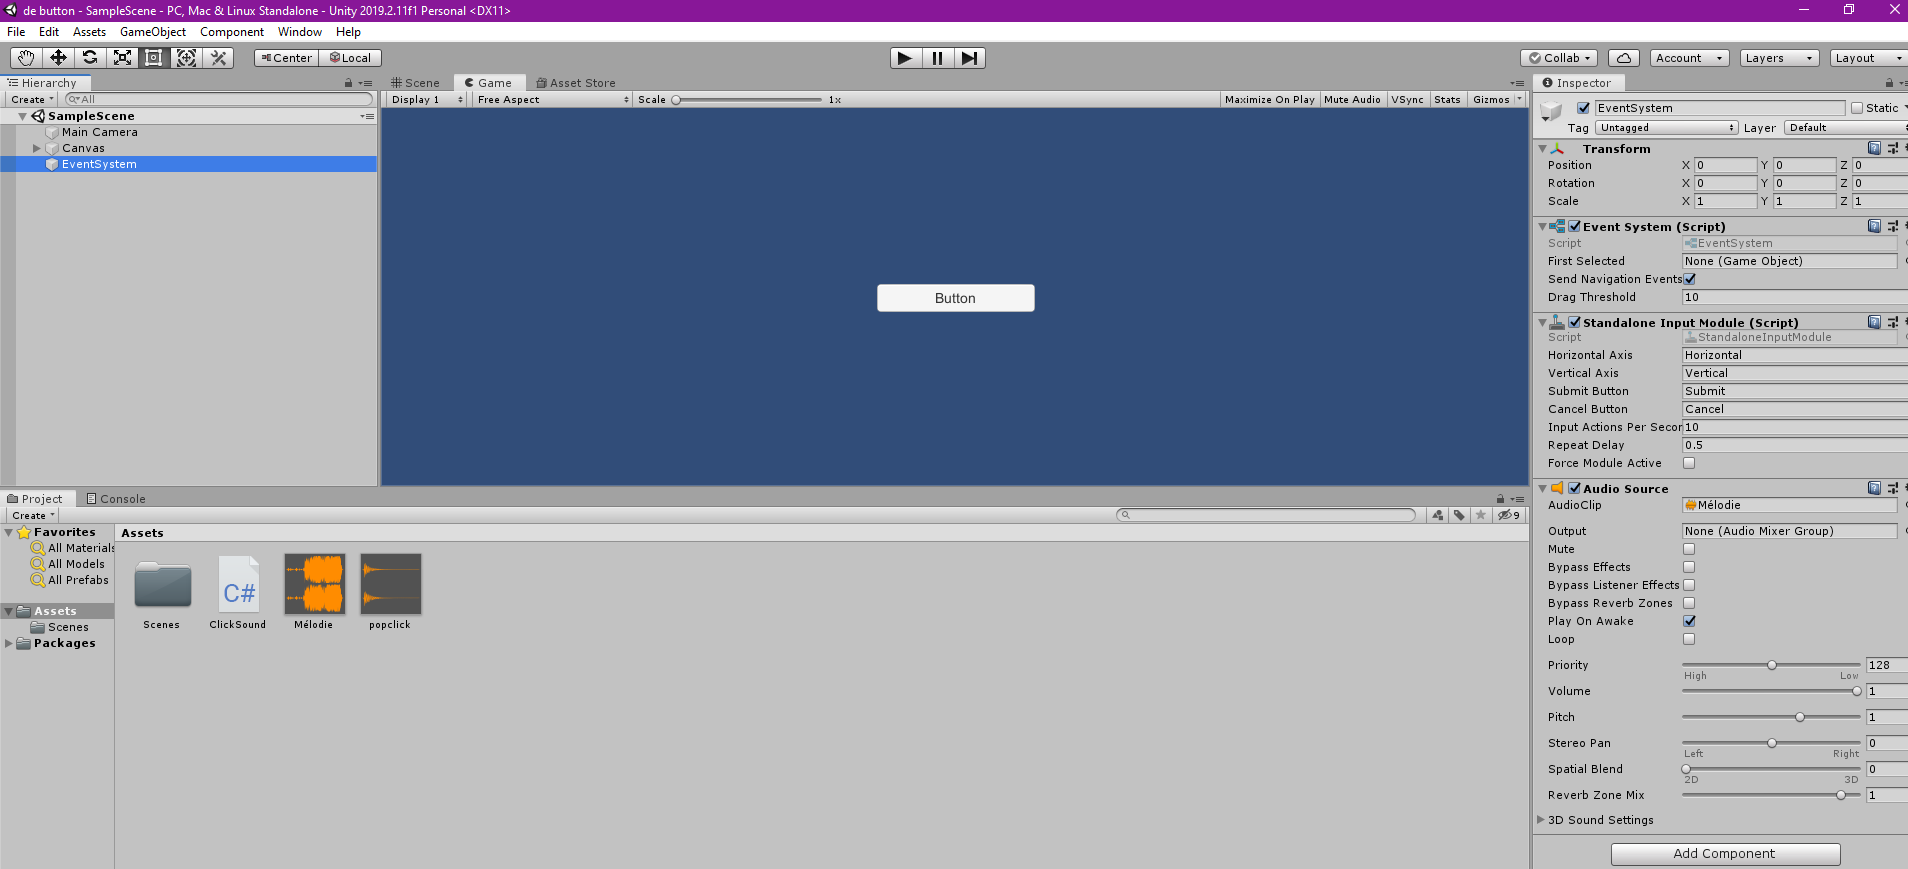 de button - SampleScene - PC, Mac & Linux Standalone - Unity 2019.2.11f1 Personal <DX11>
File Edit Assets GameObject Component Window Help
Center Local
Collab Account Layers Layout
Hierarchy
Create All
SampleScene
Main Camera
Canvas
EventSystem
Scene Game Asset Store
Display 1 Free Aspect Scale 1x Maximize On Play Mute Audio VSync Stats Gizmos
Button
Project Console
Create
9
Favorites
All Materials
All Models
All Prefabs
Assets
Scenes
Packages
Assets
Scenes
C#
ClickSound
Mélodie
popclick
Inspector
EventSystem Static
Tag Untagged Layer Default
Transform
Position X 0 Y 0 Z 0
Rotation X 0 Y 0 Z 0
Scale X 1 Y 1 Z 1
Event System (Script)
Script EventSystem
First Selected None (Game Object)
Send Navigation Events
Drag Threshold 10
Standalone Input Module (Script)
Script StandaloneInputModule
Horizontal Axis Horizontal
Vertical Axis Vertical
Submit Button Submit
Cancel Button Cancel
Input Actions Per Secor 10
Repeat Delay 0.5
Force Module Active
Audio Source
AudioClip Mélodie
Output None (Audio Mixer Group)
Mute
Bypass Effects
Bypass Listener Effects
Bypass Reverb Zones
Play On Awake
Loop
Priority 128
High Low
Volume 1
Pitch 1
Stereo Pan 0
Left Right
Spatial Blend 0
2D 3D
Reverb Zone Mix 1
3D Sound Settings
Add Component